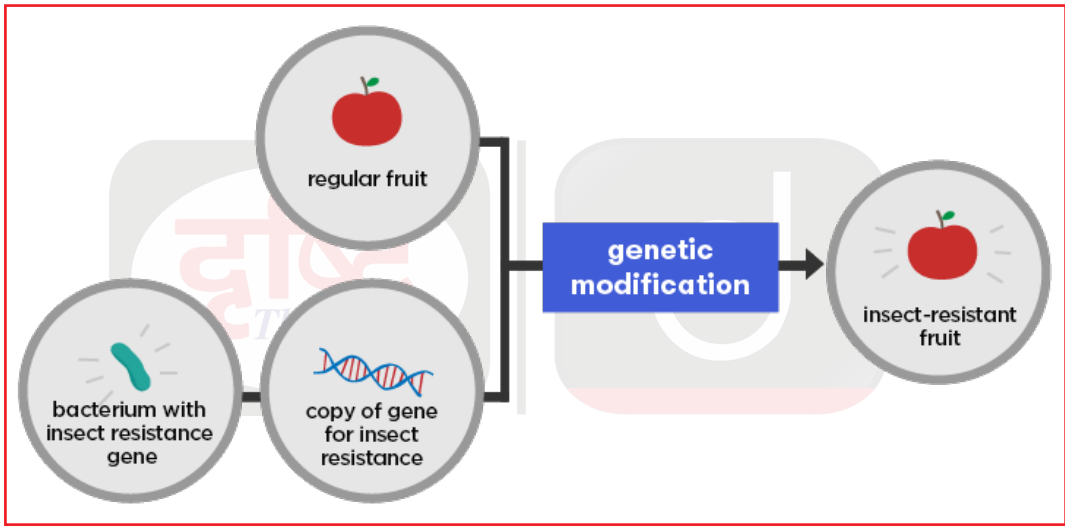 regular fruit
bacterium with
insect resistance
gene
copy of gene
for insect
resistance
genetic
modification
insect-resistant
fruit